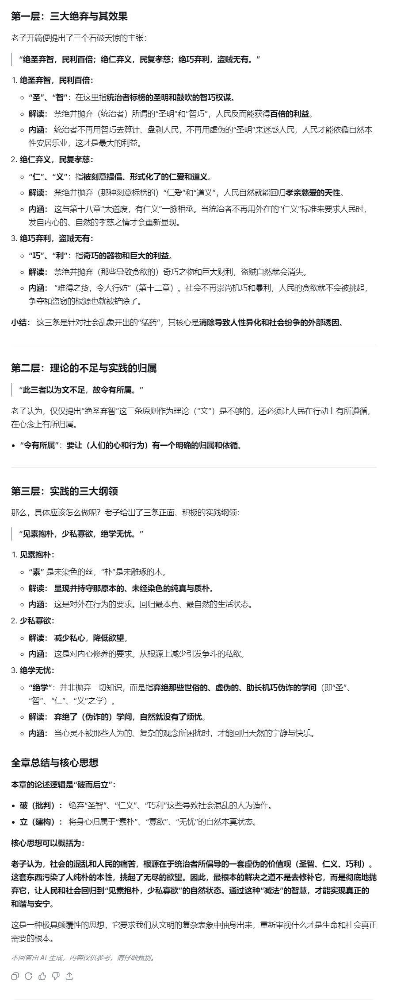 第一层：三大绝弃与其效果
老子开篇便提出了三个石破天惊的主张：
“绝圣弃智，民利百倍；绝仁弃义，民复孝慈；绝巧弃利，盗贼无有。”
1. 绝圣弃智，民利百倍：
“圣”、“智”：在这里指统治者标榜的圣明和鼓吹的智巧权谋。
解读： 禁绝并抛弃（统治者）所谓的“圣明”和“智巧”，人民反而能获得百倍的利益。
内涵： 统治者不再用智巧去算计、盘剥人民，不再用虚伪的“圣明”来迷惑人民，人民才能依循自然本
性安居乐业，这才是最大的利益。
2. 绝仁弃义，民复孝慈：
“仁”、“义”：指被刻意提倡、形式化了的仁爱和道义。
解读： 禁绝并抛弃（那种刻意标榜的）“仁爱”和“道义”，人民自然就能回归孝亲慈爱的天性。
内涵： 这与第十八章“大道废，有仁义”一脉相承。当统治者不再用外在的“仁义”标准来要求人民时，
发自内心的、自然的孝慈之情才会重新显现。
3. 绝巧弃利，盗贼无有：
“巧”、“利”：指奇巧的器物和巨大的利益。
解读： 禁绝并抛弃（那些导致贪欲的）奇巧之物和巨大财利，盗贼自然就会消失。
内涵： “难得之货，令人行妨”（第十二章）。社会不再崇尚机巧和暴利，人民的贪欲就不会被挑起，
争夺和盗窃的根源也就被铲除了。
小结： 这三条是针对社会乱象开出的“猛药”，其核心是消除导致人性异化和社会纷争的外部诱因。
第二层：理论的不足与实践的归属
“此三者以为文不足，故令有所属。”
老子认为，仅仅提出“绝圣弃智”这三条原则作为理论（“文”）是不够的，还必须让人民在行动上有所遵循，
在心念上有所归属。
“令有所属”：要让（人们的心和行为）有一个明确的归属和依循。
第三层：实践的三大纲领
那么，具体应该怎么做呢？老子给出了三条正面、积极的实践纲领：
“见素抱朴，少私寡欲，绝学无忧。”
1. 见素抱朴：
“素” 是未染色的丝，“朴”是未雕琢的木。
解读： 显现并持守那原本的、未经染色的纯真与质朴。
内涵： 这是对外在行为的要求。回归最本真、最自然的生活状态。
2. 少私寡欲：
解读： 减少私心，降低欲望。
内涵： 这是对内心修养的要求。从根源上减少引发争斗的私欲。
3. 绝学无忧：
“绝学”：并非抛弃一切知识，而是指弃绝那些世俗的、虚伪的、助长机巧伪诈的学问（即“圣”、
“智”、“仁”、“义”之学）。
解读： 弃绝了（伪诈的）学问，自然就没有了烦忧。
内涵： 当心灵不被那些人为的、复杂的观念所困扰时，才能回归天然的宁静与快乐。
全章总结与核心思想
本章的论述逻辑是“破而后立”：
破（批判）： 绝弃“圣智”、“仁义”、“巧利”这些导致社会混乱的人为造作。
立（建构）： 将身心归属于“素朴”、“寡欲”、“无忧”的自然本真状态。
核心思想可以概括为：
老子认为，社会的混乱和人民的痛苦，根源在于统治者所倡导的一套虚伪的价值观（圣智、仁义、巧利）。
这套东西污染了人纯朴的本性，挑起了无尽的欲望。因此，最根本的解决之道不是去修补它，而是彻底地抛
弃它，让人民和社会回归到“见素抱朴，少私寡欲”的自然状态。通过这种“减法”的智慧，才能实现真正的
和谐与安宁。
这是一种极具颠覆性的思想，它要求我们从文明的复杂表象中抽身出来，重新审视什么才是生命和社会真正
需要的根本。
本回答由 AI 生成，内容仅供参考，请仔细甄别。